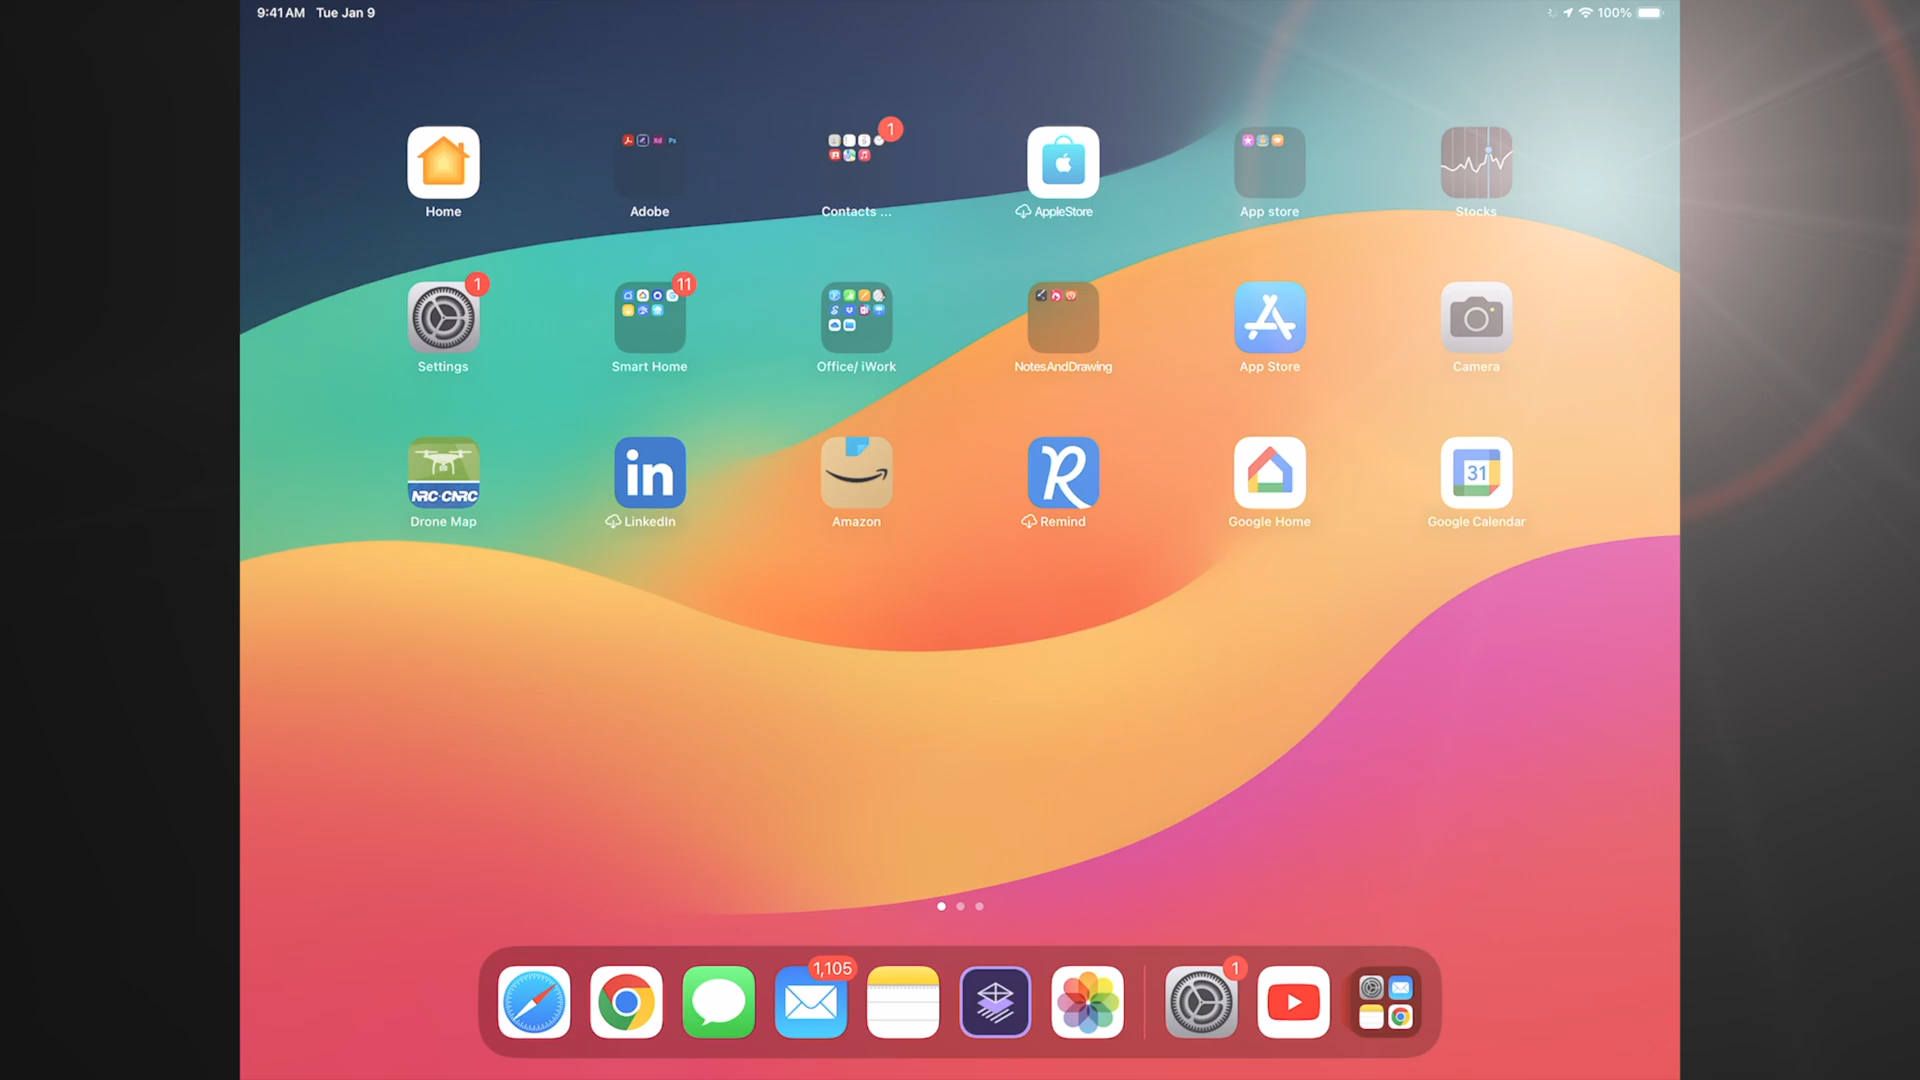 9:41 AM Tue Jan 9
100%
1
Home
Adobe
Contacts ...
AppleStore
App store
Stocks
1
11
Settings
Smart Home
Office/ iWork
NotesAndDrawing
App Store
Camera
NRC·CNRC
in
R
31
Drone Map
LinkedIn
Amazon
Remind
Google Home
Google Calendar
1,105
1